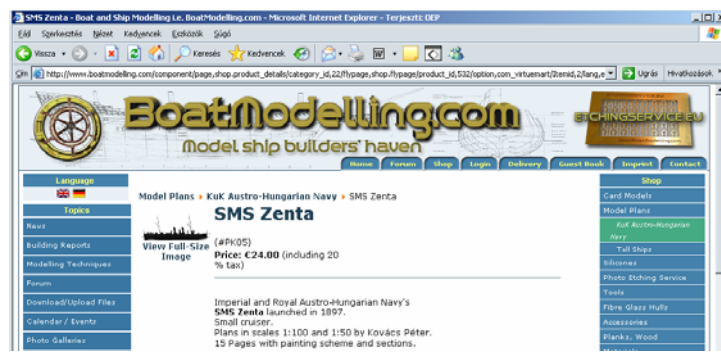 SMS Zenta - Boat and Ship Modelling i.e. BoatModelling.com - Microsoft Internet Explorer - Terjeszti: OEP
Fájl Szerkesztés Nézet Kedvencek Eszközök Súgó
Vissza Keresés Kedvencek
Cím http://www.boatmodelling.com/component/page,shop.product_details/category_id,22/flypage,shop.flypage/product_id,532/option,com_virtuemart/Itemid,2/lang,e Ugrás Hivatkozások
BoatModelling.com
model ship builders' haven
ETCHINGSERVICE.EU
Home Forum Shop Login Delivery Guest Book Imprint Contact
Language
Topics
News
Building Reports
Modelling Techniques
Forum
Download/Upload Files
Calendar / Events
Photo Galleries
Model Plans KuK Austro-Hungarian Navy SMS Zenta
SMS Zenta
View Full-Size
Image
(#PK05)
Price: €24.00 (including 20
% tax)
Imperial and Royal Austro-Hungarian Navy's
SMS Zenta launched in 1897.
Small cruiser.
Plans in scales 1:100 and 1:50 by Kovács Péter.
15 Pages with painting scheme and sections.
Shop
Card Models
Model Plans
KuK Austro-Hungarian
Navy
Tall Ships
Silicones
Photo Etching Service
Tools
Fibre Glass Hulls
Accessories
Planks, Wood
Materials